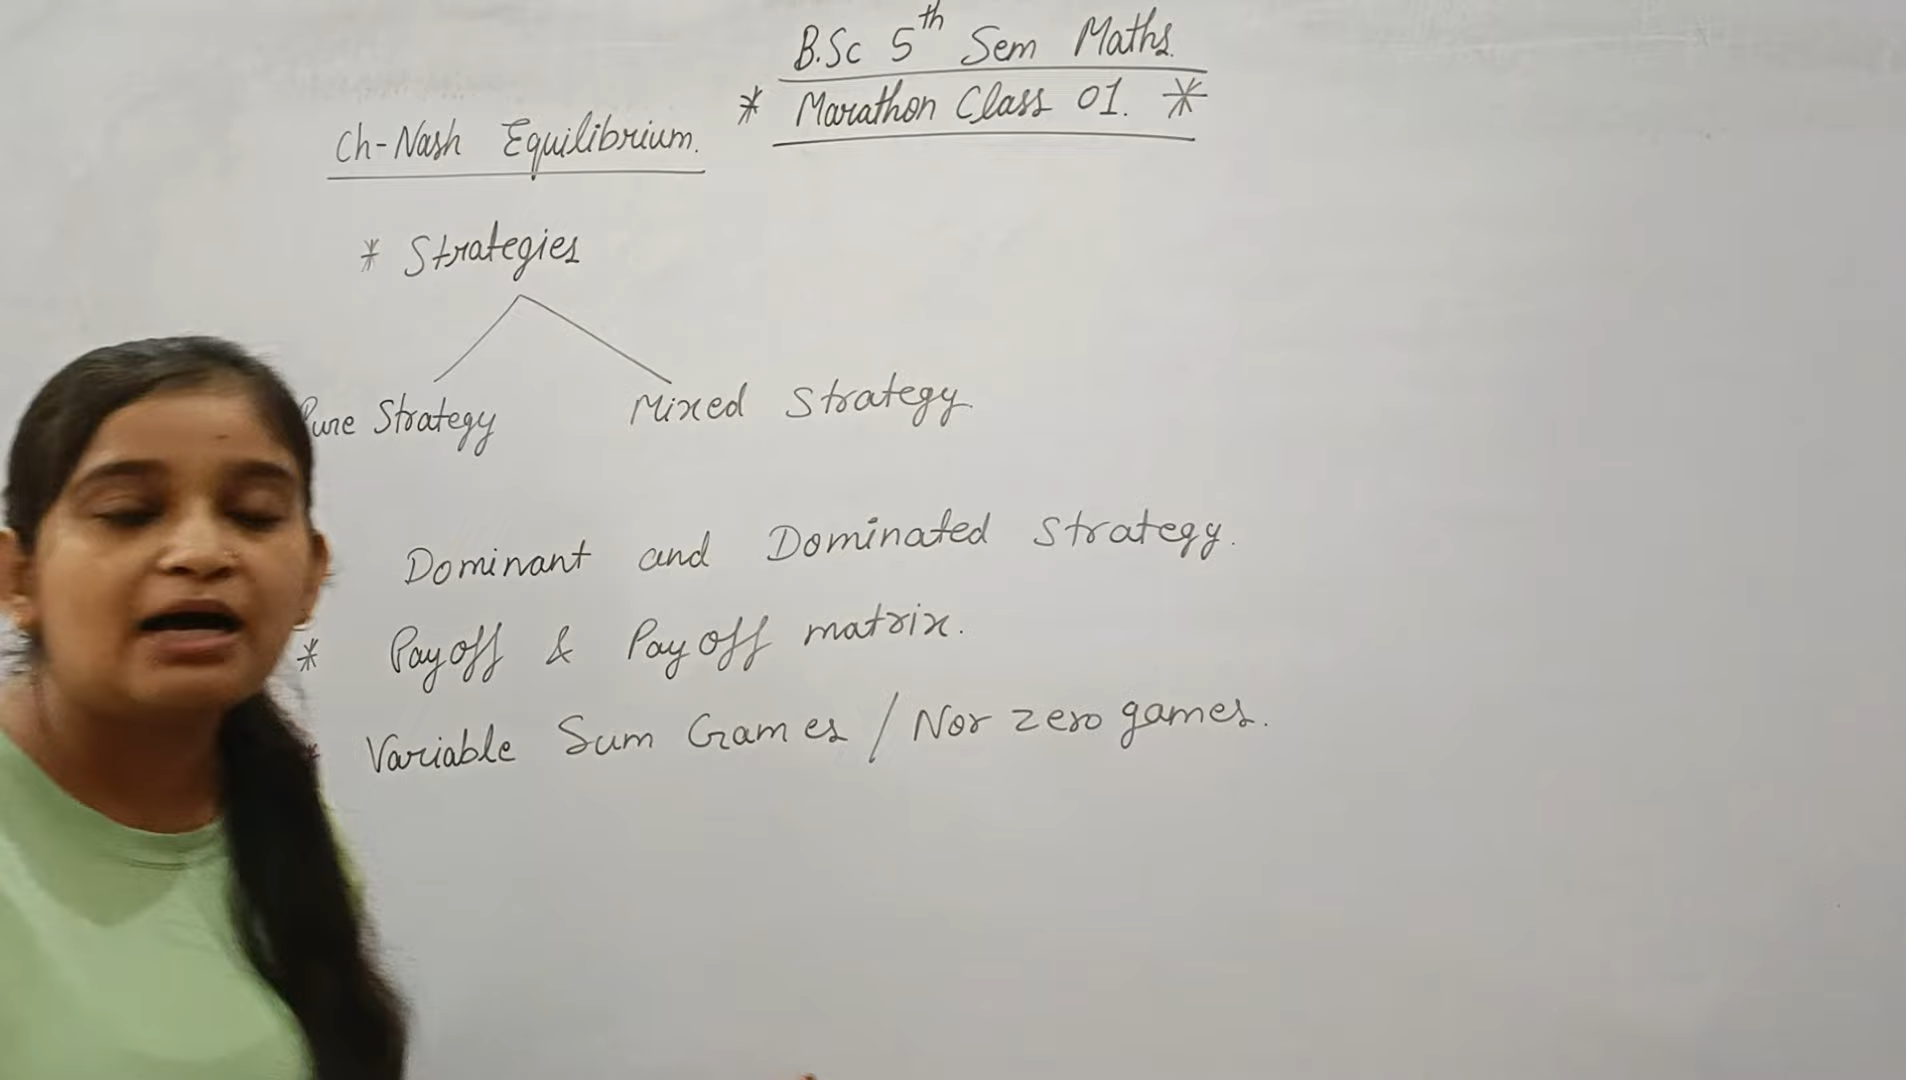 B.Sc 5th Sem Maths.
* Marathon Class 01. *
Ch-Nash Equilibrium.
* Strategies
Pure Strategy Mixed Strategy
Dominant and Dominated Strategy.
* Payoff & Payoff matrix.
* Variable Sum Games / Nor zero games.